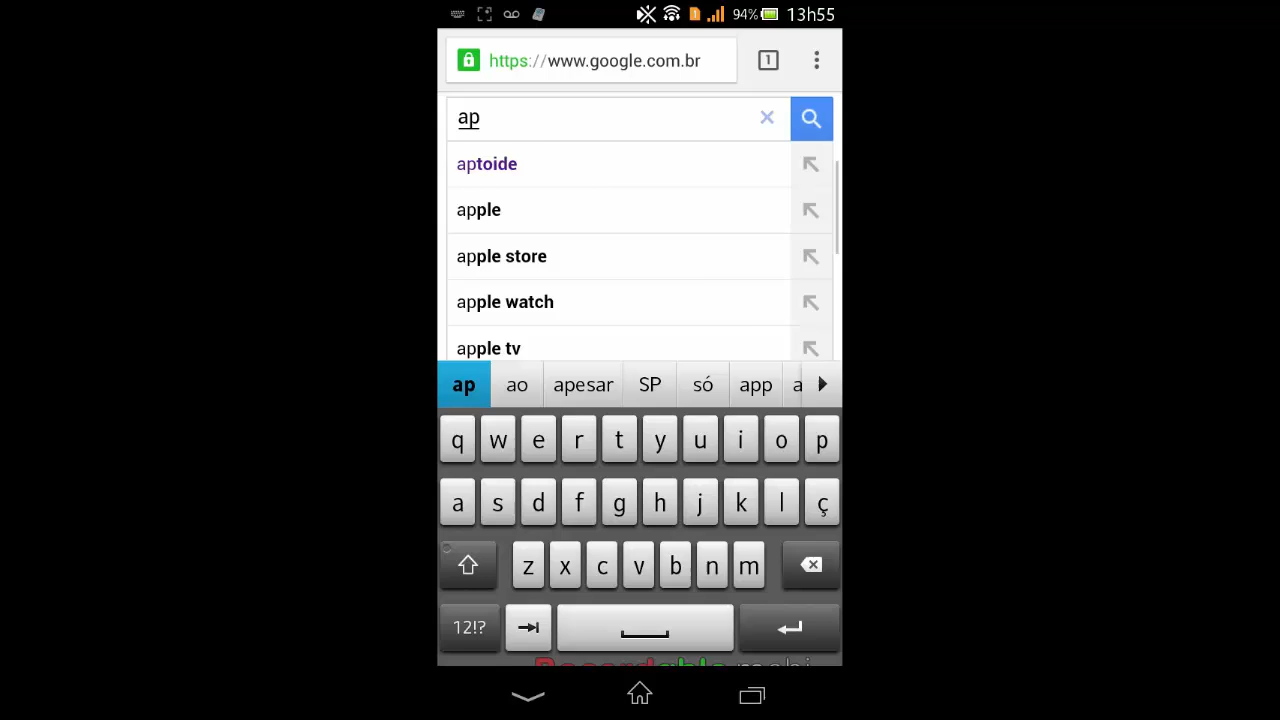 94% 13h55
https://www.google.com.br 1
ap
aptoide
apple
apple store
apple watch
apple tv
ap ao apesar SP só app a
q w e r t y u i o p
a s d f g h j k l ç
z x c v b n m
12!?